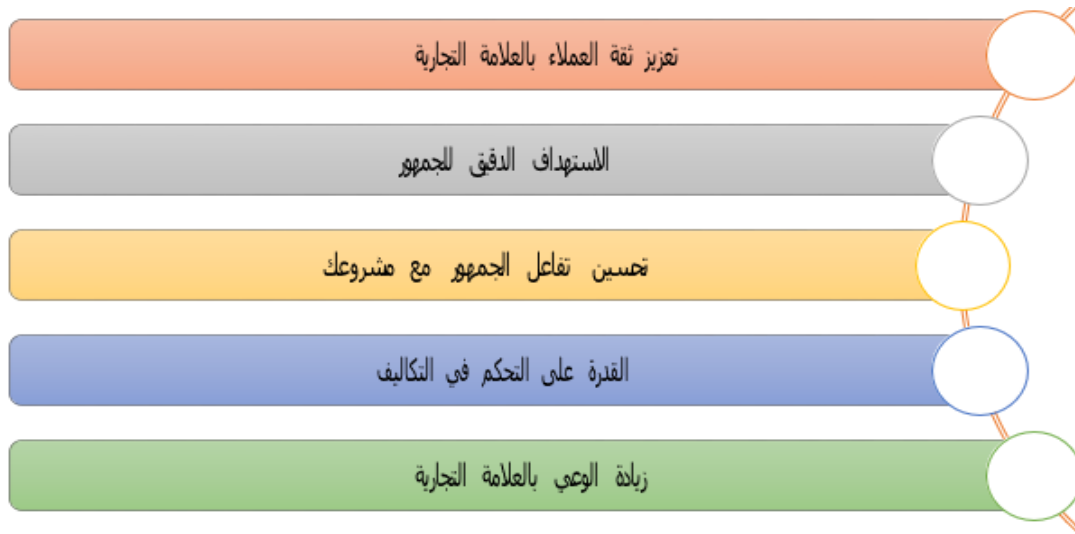 تعزيز ثقة العملاء بالعلامة التجارية
الاستهداف الدقيق للجمهور
تحسين تفاعل الجمهور مع مشروعك
القدرة على التحكم في التكاليف
زيادة الوعي بالعلامة التجارية